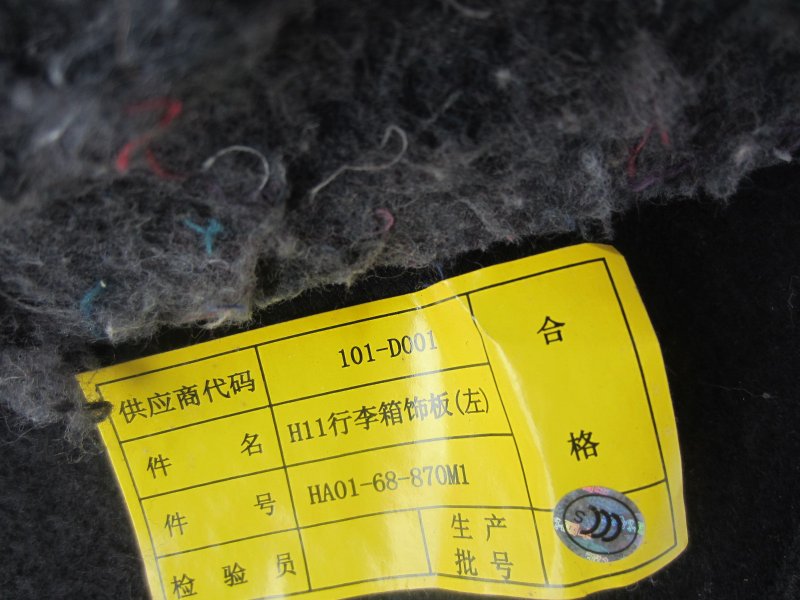 供应商代码 101-D001
合格
件名 H11行李箱饰板(左)
件号 HA01-68-870M1
检验员 生产批号
S